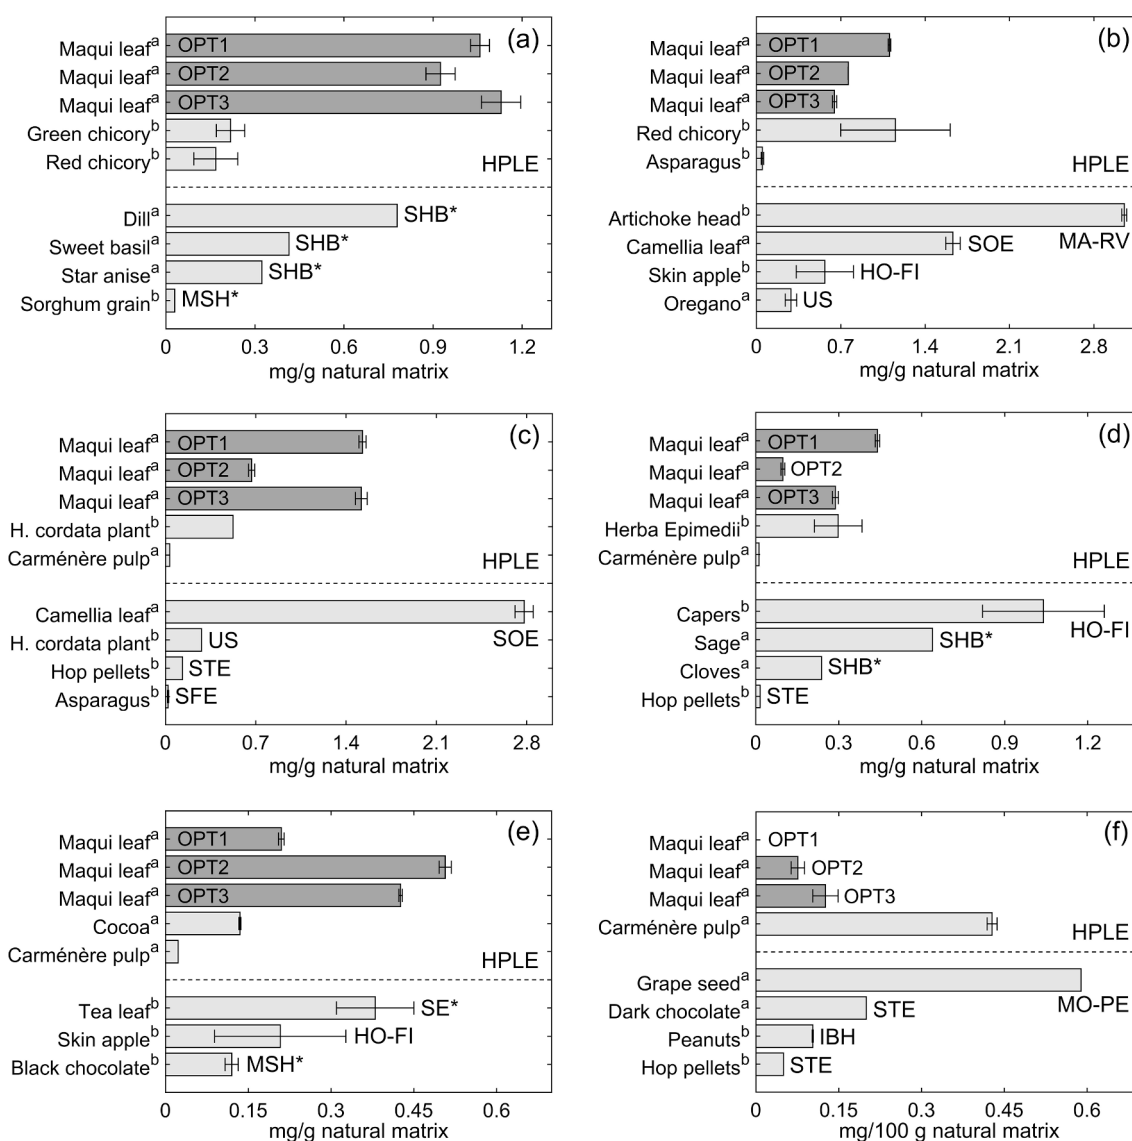 (a)
Maqui leafᵃ OPT1
Maqui leafᵃ OPT2
Maqui leafᵃ OPT3
Green chicoryᵇ
Red chicoryᵇ
HPLE
Dillᵃ SHB*
Sweet basilᵃ SHB*
Star aniseᵃ SHB*
Sorghum grainᵇ MSH*
0 0.3 0.6 0.9 1.2
mg/g natural matrix
(b)
Maqui leafᵃ OPT1
Maqui leafᵃ OPT2
Maqui leafᵃ OPT3
Red chicoryᵇ
Asparagusᵇ
HPLE
Artichoke headᵇ MA-RV
Camellia leafᵃ SOE
Skin appleᵇ HO-FI
Oreganoᵃ US
0 0.7 1.4 2.1 2.8
mg/g natural matrix
(c)
Maqui leafᵃ OPT1
Maqui leafᵃ OPT2
Maqui leafᵃ OPT3
H. cordata plantᵇ
Carménère pulpᵃ
HPLE
Camellia leafᵃ SOE
H. cordata plantᵇ US
Hop pelletsᵇ STE
Asparagusᵇ SFE
0 0.7 1.4 2.1 2.8
mg/g natural matrix
(d)
Maqui leafᵃ OPT1
Maqui leafᵃ OPT2
Maqui leafᵃ OPT3
Herba Epimediiᵇ
Carménère pulpᵃ
HPLE
Capersᵇ HO-FI
Sageᵃ SHB*
Clovesᵃ SHB*
Hop pelletsᵇ STE
0 0.3 0.6 0.9 1.2
mg/g natural matrix
(e)
Maqui leafᵃ OPT1
Maqui leafᵃ OPT2
Maqui leafᵃ OPT3
Cocoaᵃ
Carménère pulpᵃ
HPLE
Tea leafᵇ SE*
Skin appleᵇ HO-FI
Black chocolateᵇ MSH*
0 0.15 0.3 0.45 0.6
mg/g natural matrix
(f)
Maqui leafᵃ OPT1
Maqui leafᵃ OPT2
Maqui leafᵃ OPT3
Carménère pulpᵃ
HPLE
Grape seedᵃ MO-PE
Dark chocolateᵃ STE
Peanutsᵇ IBH
Hop pelletsᵇ STE
0 0.15 0.3 0.45 0.6
mg/100 g natural matrix